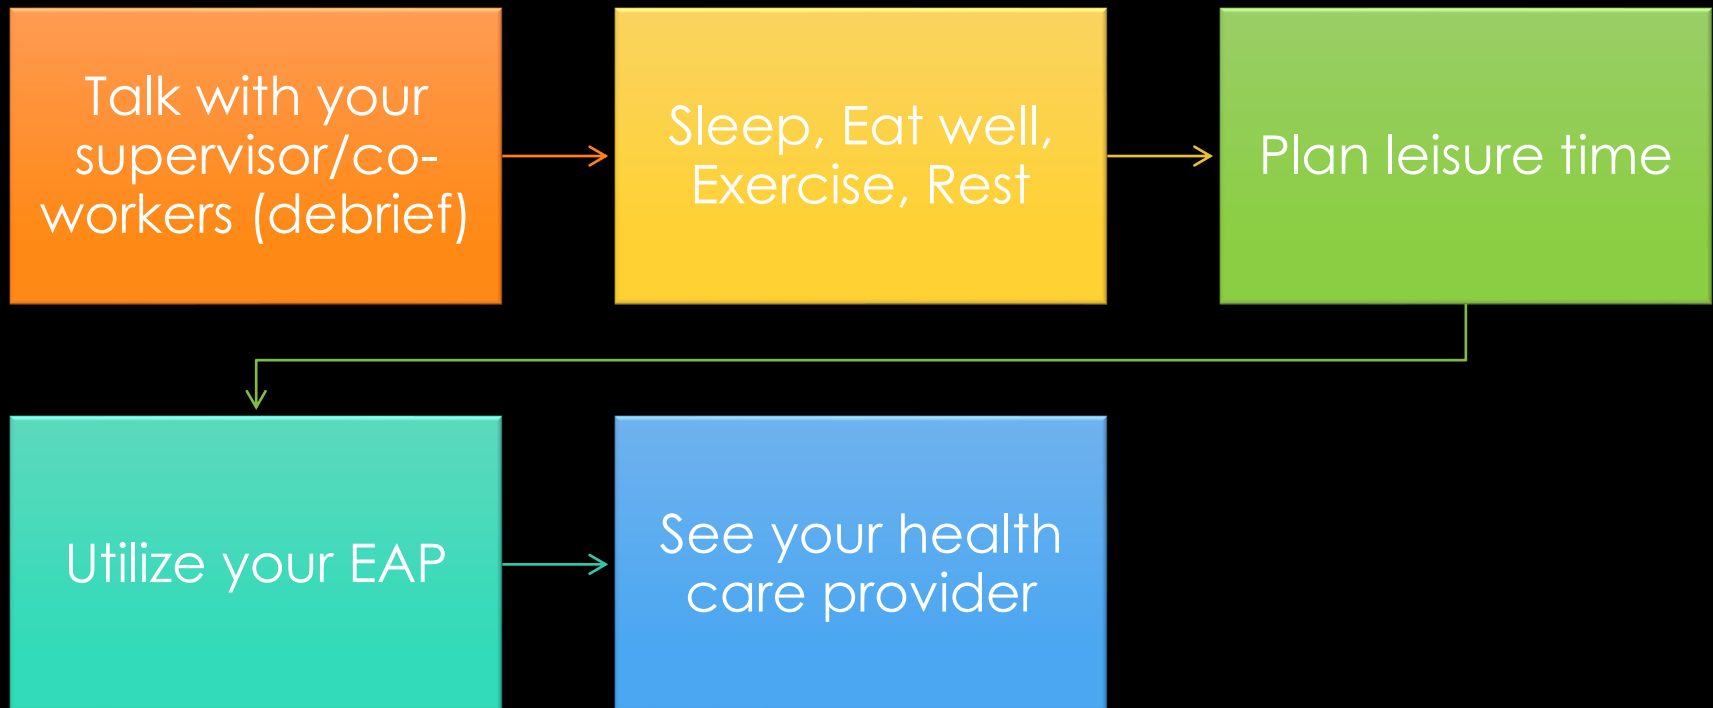 Talk with your
supervisor/co-
workers (debrief)
Sleep, Eat well,
Exercise, Rest
Plan leisure time
Utilize your EAP
See your health
care provider